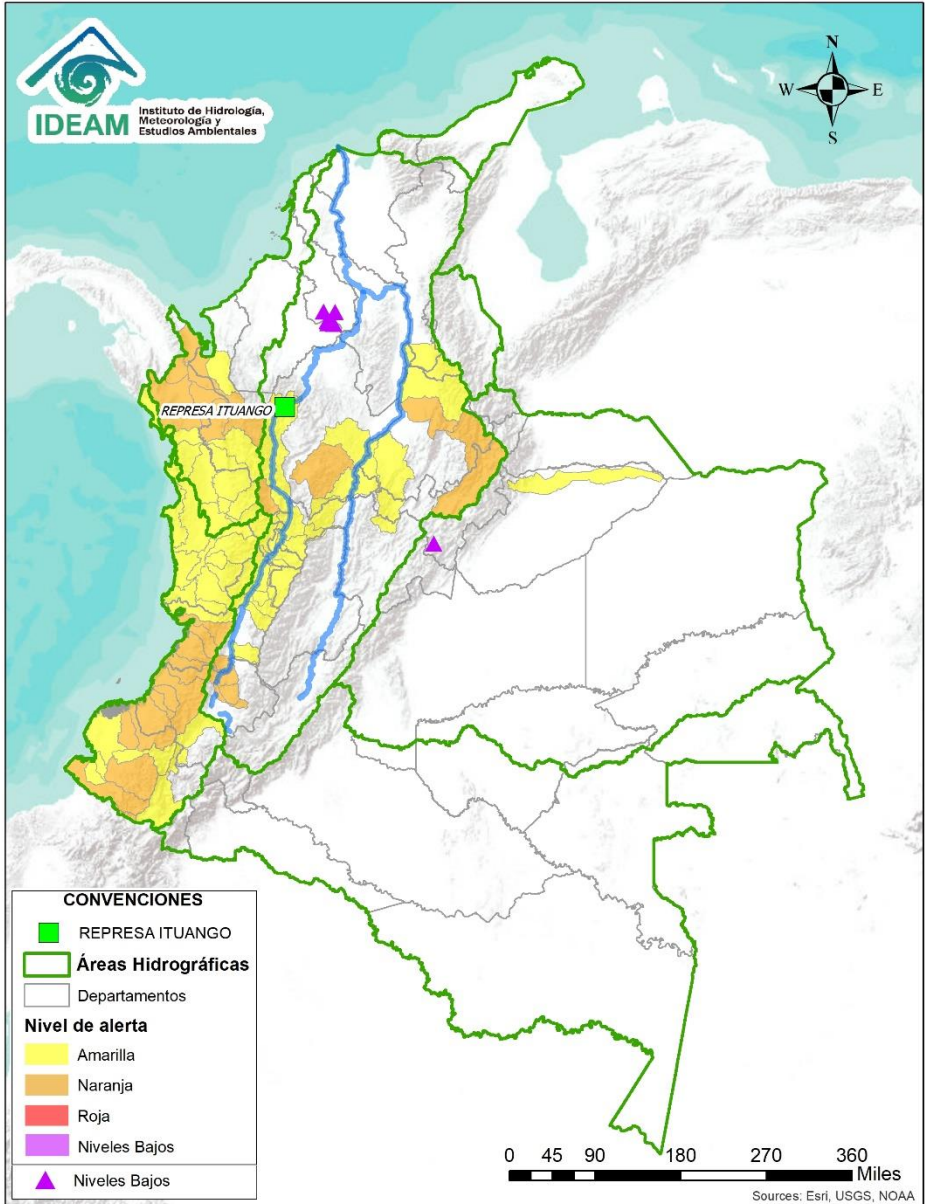 IDEAM
Instituto de Hidrología,
Meteorología y
Estudios Ambientales
N
W
E
S
REPRESA ITUANGO
CONVENCIONES
REPRESA ITUANGO
Áreas Hidrográficas
Departamentos
Nivel de alerta
Amarilla
Naranja
Roja
Niveles Bajos
Niveles Bajos
0 45 90 180 270 360
Miles
Sources: Esri, USGS, NOAA